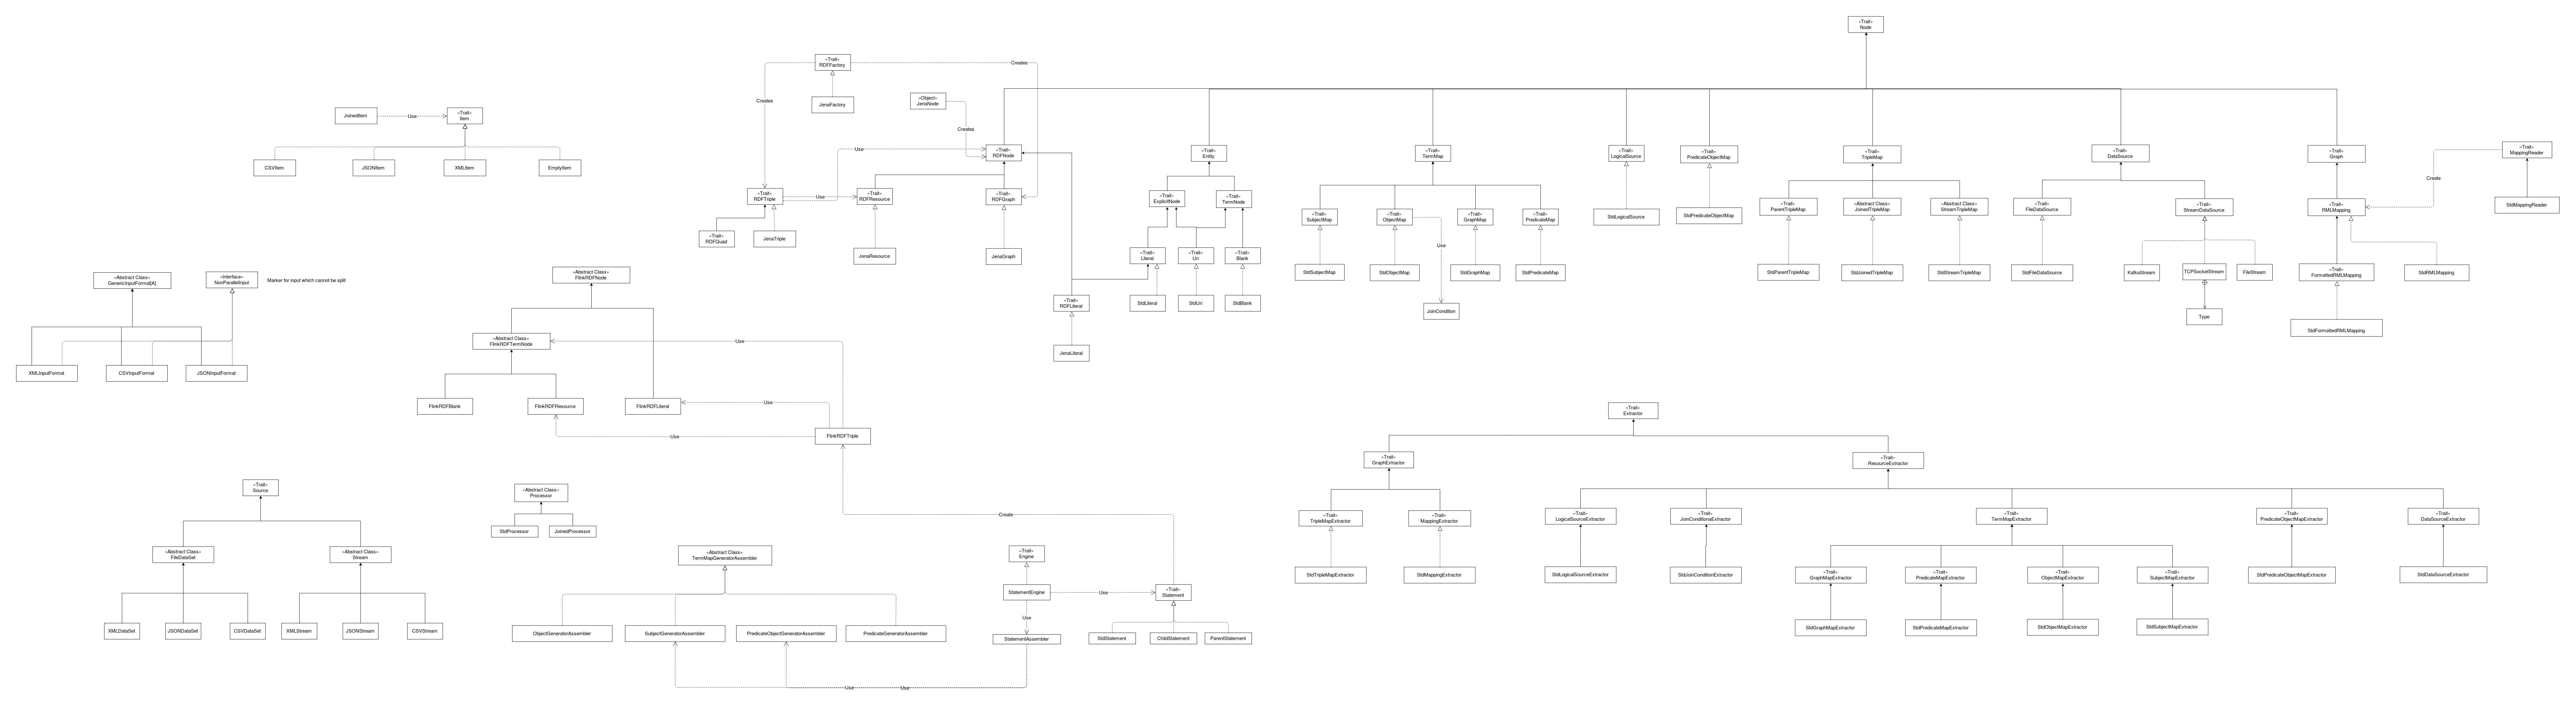 «Trait»
Node
«Trait»
RDFFactory
Creates
Creates
JenaFactory
«Object»
JenaNode
Creates
JoinedItem
Use
«Trait»
Item
CSVItem
JSONItem
XMLItem
EmptyItem
Use
«Trait»
RDFNode
«Trait»
Entity
«Trait»
TermMap
«Trait»
LogicalSource
«Trait»
PredicateObjectMap
«Trait»
TripleMap
«Trait»
DataSource
«Trait»
Graph
«Trait»
MappingReader
Create
StdMappingReader
«Trait»
RDFTriple
Use
«Trait»
RDFResource
«Trait»
RDFGraph
«Trait»
ExplicitNode
«Trait»
TermNode
«Trait»
SubjectMap
«Trait»
ObjectMap
«Trait»
GraphMap
«Trait»
PredicateMap
StdLogicalSource
StdPredicateObjectMap
«Trait»
ParentTripleMap
«Abstract Class»
JoinedTripleMap
«Abstract Class»
StreamTripleMap
«Trait»
FileDataSource
«Trait»
StreamDataSource
«Trait»
RMLMapping
«Trait»
RDFQuad
JenaTriple
JenaResource
JenaGraph
«Trait»
Literal
«Trait»
Uri
«Trait»
Blank
Use
StdSubjectMap
StdObjectMap
StdGraphMap
StdPredicateMap
StdParentTripleMap
StdJoinedTripleMap
StdStreamTripleMap
StdFileDataSource
KafkaStream
TCPSocketStream
FileStream
«Trait»
FormattedRMLMapping
StdRMLMapping
«Abstract Class»
GenericInputFormat[A]
«Interface»
NonParallelInput
Marker for input which cannot be split
«Abstract Class»
FlinkRDFNode
«Trait»
RDFLiteral
StdLiteral
StdUri
StdBlank
JoinCondition
Type
StdFormattedRMLMapping
«Abstract Class»
FlinkRDFTermNode
Use
JenaLiteral
XMLInputFormat
CSVInputFormat
JSONInputFormat
FlinkRDFBlank
FlinkRDFResource
FlinkRDFLiteral
Use
Use
FlinkRDFTriple
«Trait»
Extractor
«Trait»
GraphExtractor
«Trait»
ResourceExtractor
«Trait»
Source
«Abstract Class»
Processor
StdProcessor
JoinedProcessor
Create
«Trait»
TripleMapExtractor
«Trait»
MappingExtractor
«Trait»
LogicalSourceExtractor
«Trait»
JoinConditionaExtractor
«Trait»
TermMapExtractor
«Trait»
PredicateObjectMapExtractor
«Trait»
DataSourceExtractor
«Abstract Class»
FileDataSet
«Abstract Class»
Stream
«Abstract Class»
TermMapGeneratorAssembler
«Trait»
Engine
StdTripleMapExtractor
StdMappingExtractor
StdLogicalSourceExtractor
StdJoinConditionExtractor
«Trait»
GraphMapExtractor
«Trait»
PredicateMapExtractor
«Trait»
ObjectMapExtractor
«Trait»
SubjectMapExtractor
StdPredicateObjectMapExtractor
StdDataSourceExtractor
StatementEngine
Use
«Trait»
Statement
Use
XMLDataSet
JSONDataSet
CSVDataSet
XMLStream
JSONStream
CSVStream
ObjectGeneratorAssembler
SubjectGeneratorAssembler
PredicateObjectGeneratorAssembler
PredicateGeneratorAssembler
StatementAssembler
StdStatement
ChildStatement
ParentStatement
StdGraphMapExtractor
StdPredicateMapExtractor
StdObjectMapExtractor
StdSubjectMapExtractor
Use
Use